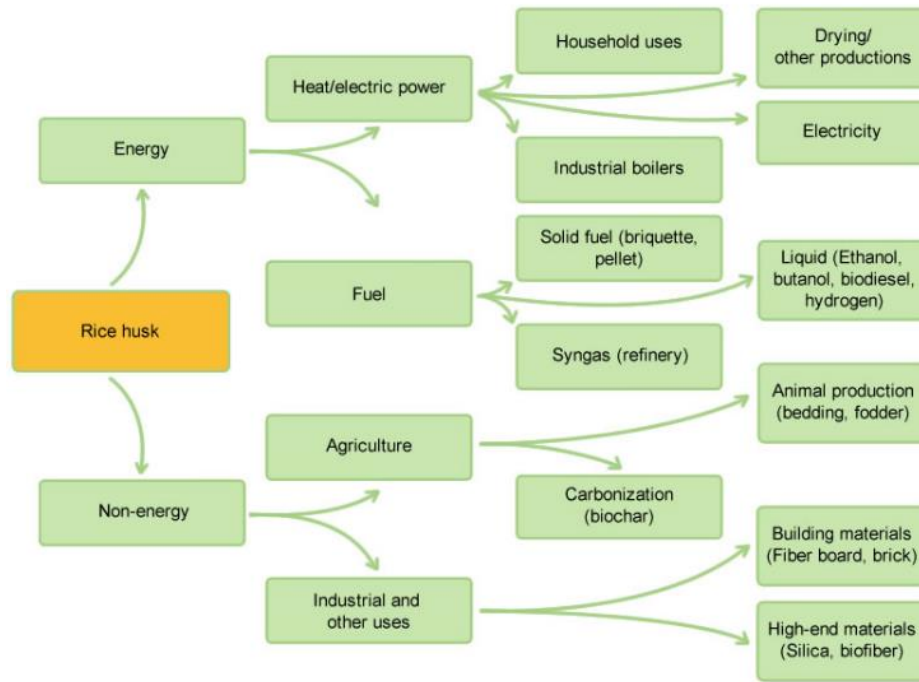 Household uses
Drying/
other productions
Heat/electric power
Electricity
Energy
Industrial boilers
Solid fuel (briquette,
pellet)
Liquid (Ethanol,
butanol, biodiesel,
hydrogen)
Fuel
Rice husk
Syngas (refinery)
Animal production
(bedding, fodder)
Agriculture
Carbonization
(biochar)
Non-energy
Building materials
(Fiber board, brick)
Industrial and
other uses
High-end materials
(Silica, biofiber)